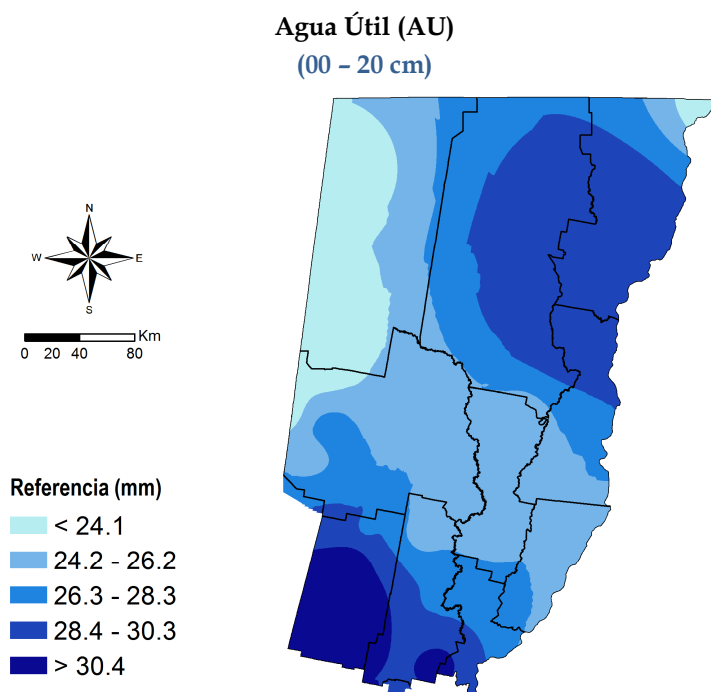 Agua Útil (AU)
(00 – 20 cm)
N
W
E
S
Km
0 20 40 80
Referencia (mm)
< 24.1
24.2 - 26.2
26.3 - 28.3
28.4 - 30.3
> 30.4